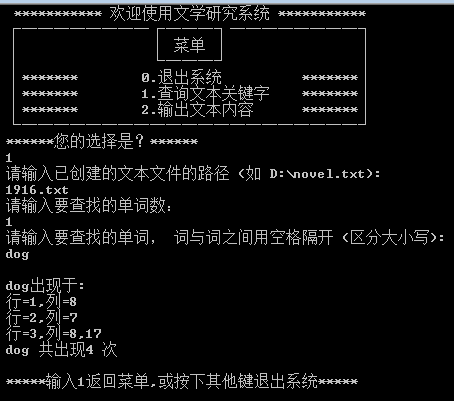 *********** 欢迎使用文学研究系统 ***********
菜单
******* 0.退出系统 *******
******* 1.查询文本关键字 *******
******* 2.输出文本内容 *******
******您的选择是？******
1
请输入已创建的文本文件的路径 (如 D:\novel.txt):
1916.txt
请输入要查找的单词数：
1
请输入要查找的单词， 词与词之间用空格隔开 (区分大小写):
dog
dog出现于:
行=1,列=8
行=2,列=7
行=3,列=8,17
dog 共出现4 次
*****输入1返回菜单,或按下其他键退出系统*****